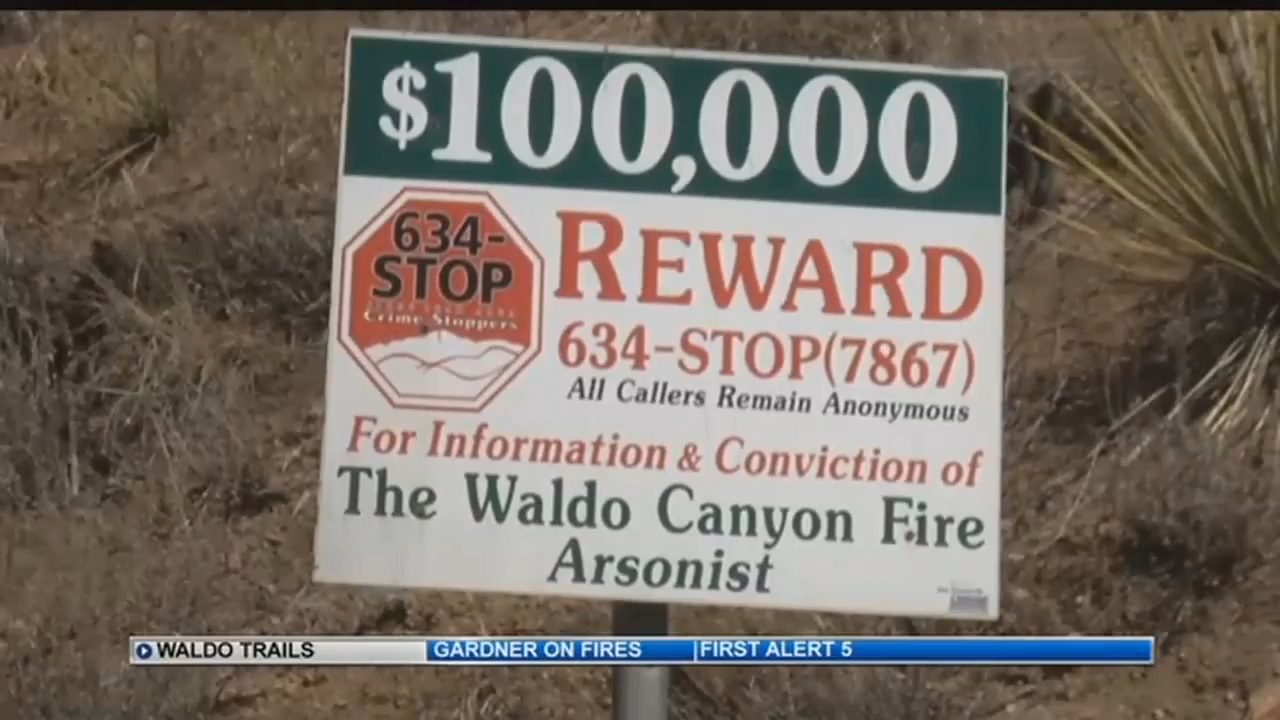 $100,000
634-
STOP
Crime Stoppers
REWARD
634-STOP(7867)
All Callers Remain Anonymous
For Information & Conviction of
The Waldo Canyon Fire
Arsonist
WALDO TRAILS GARDNER ON FIRES FIRST ALERT 5